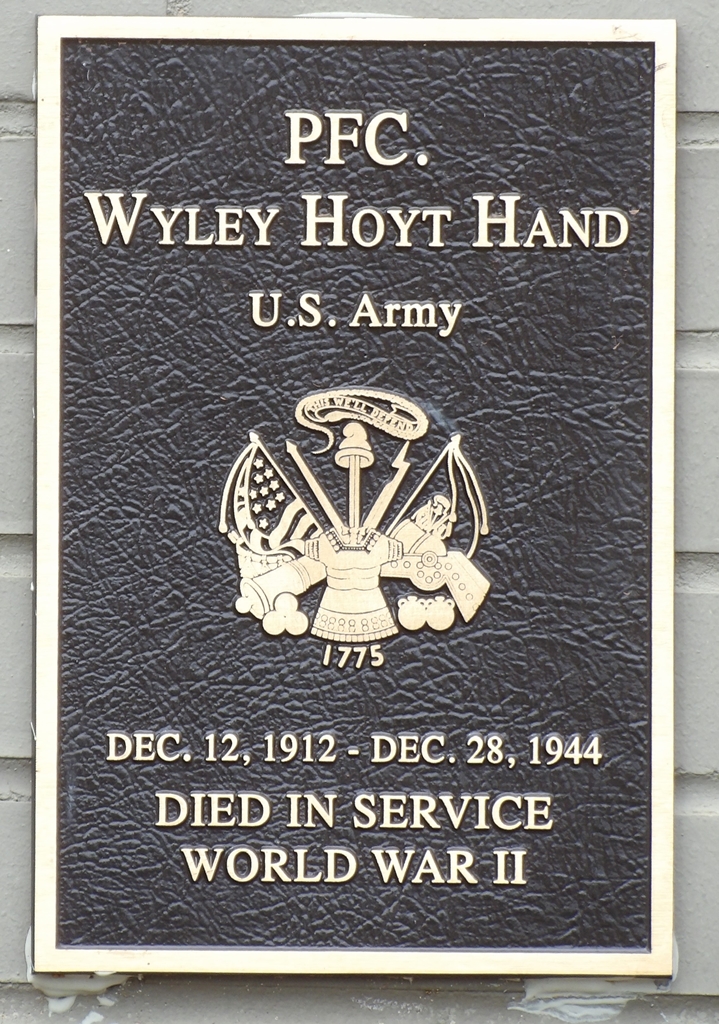 PFC.
WYLEY HOYT HAND
U.S. Army
THIS WE'LL DEFEND
1775
DEC. 12, 1912 - DEC. 28, 1944
DIED IN SERVICE
WORLD WAR II